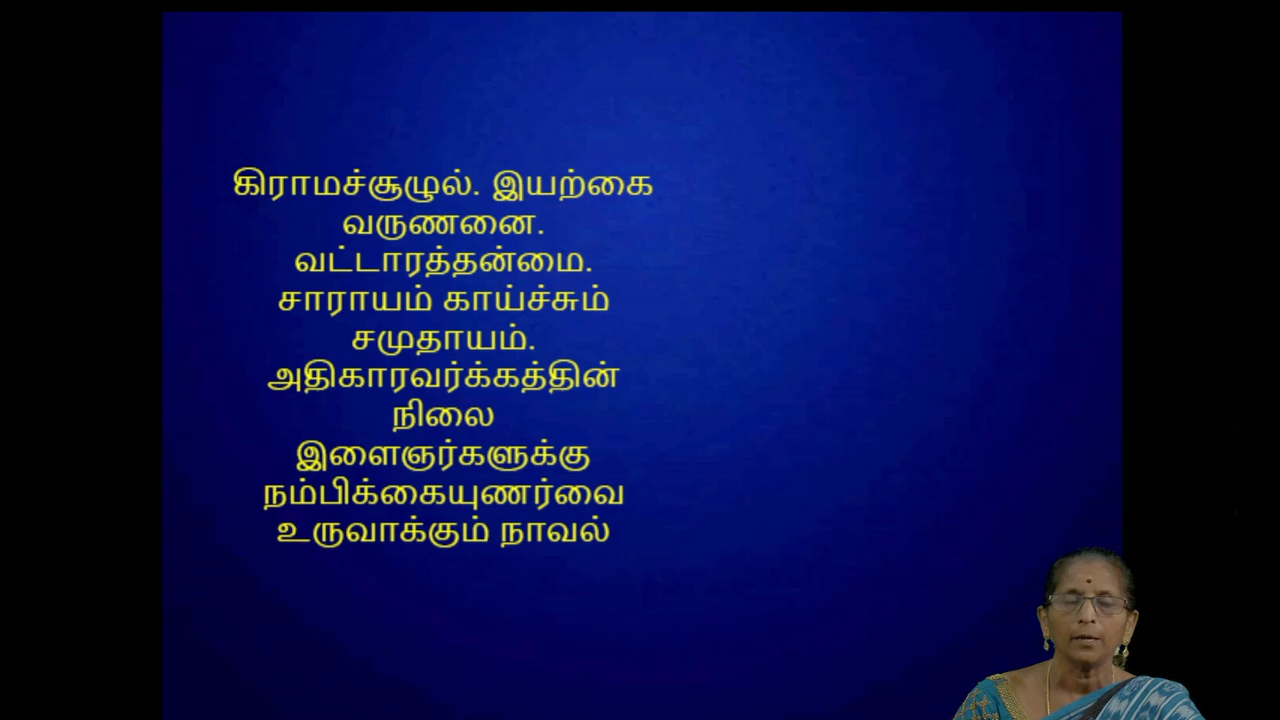 கிராமச்சூழுல். இயற்கை
வருணனை.
வட்டாரத்தன்மை.
சாராயம் காய்ச்சும்
சமுதாயம்.
அதிகாரவர்க்கத்தின்
நிலை
இளைஞர்களுக்கு
நம்பிக்கையுணர்வை
உருவாக்கும் நாவல்